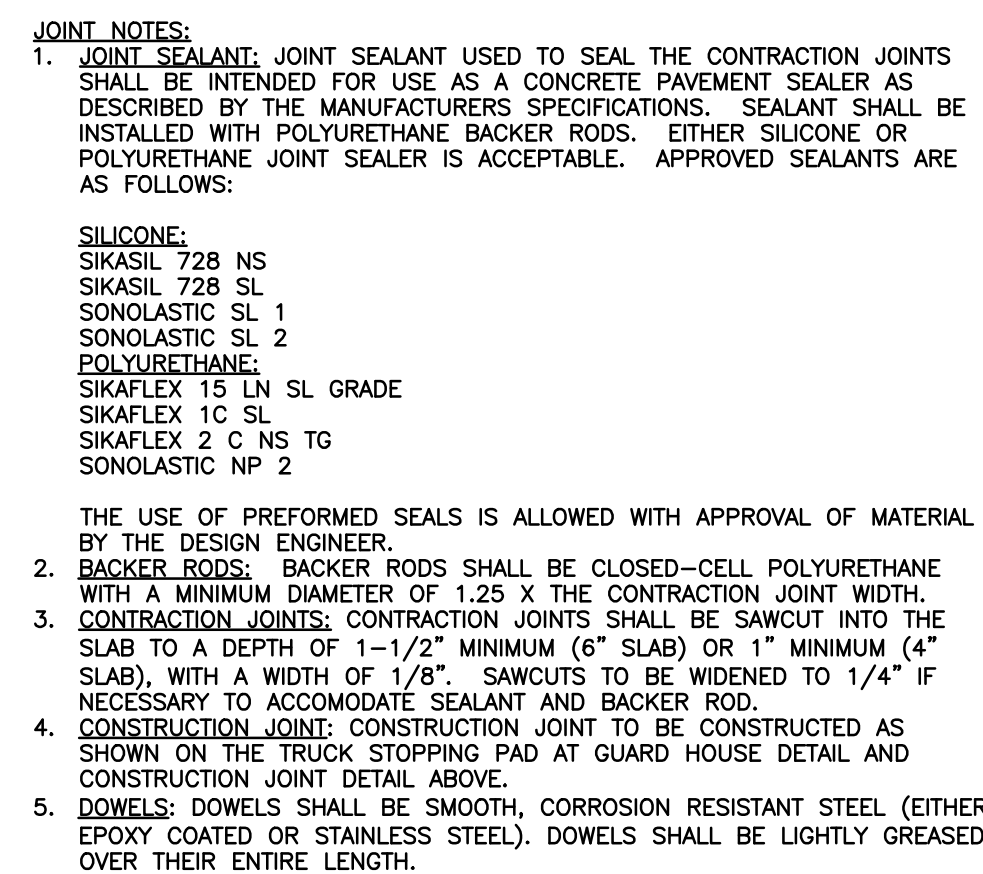 JOINT NOTES:
1. JOINT SEALANT: JOINT SEALANT USED TO SEAL THE CONTRACTION JOINTS
SHALL BE INTENDED FOR USE AS A CONCRETE PAVEMENT SEALER AS
DESCRIBED BY THE MANUFACTURERS SPECIFICATIONS. SEALANT SHALL BE
INSTALLED WITH POLYURETHANE BACKER RODS. EITHER SILICONE OR
POLYURETHANE JOINT SEALER IS ACCEPTABLE. APPROVED SEALANTS ARE
AS FOLLOWS:
SILICONE:
SIKASIL 728 NS
SIKASIL 728 SL
SONOLASTIC SL 1
SONOLASTIC SL 2
POLYURETHANE:
SIKAFLEX 15 LN SL GRADE
SIKAFLEX 1C SL
SIKAFLEX 2 C NS TG
SONOLASTIC NP 2
THE USE OF PREFORMED SEALS IS ALLOWED WITH APPROVAL OF MATERIAL
BY THE DESIGN ENGINEER.
2. BACKER RODS: BACKER RODS SHALL BE CLOSED–CELL POLYURETHANE
WITH A MINIMUM DIAMETER OF 1.25 X THE CONTRACTION JOINT WIDTH.
3. CONTRACTION JOINTS: CONTRACTION JOINTS SHALL BE SAWCUT INTO THE
SLAB TO A DEPTH OF 1–1/2” MINIMUM (6” SLAB) OR 1” MINIMUM (4”
SLAB), WITH A WIDTH OF 1/8”. SAWCUTS TO BE WIDENED TO 1/4” IF
NECESSARY TO ACCOMODATE SEALANT AND BACKER ROD.
4. CONSTRUCTION JOINT: CONSTRUCTION JOINT TO BE CONSTRUCTED AS
SHOWN ON THE TRUCK STOPPING PAD AT GUARD HOUSE DETAIL AND
CONSTRUCTION JOINT DETAIL ABOVE.
5. DOWELS: DOWELS SHALL BE SMOOTH, CORROSION RESISTANT STEEL (EITHER
EPOXY COATED OR STAINLESS STEEL). DOWELS SHALL BE LIGHTLY GREASED
OVER THEIR ENTIRE LENGTH.